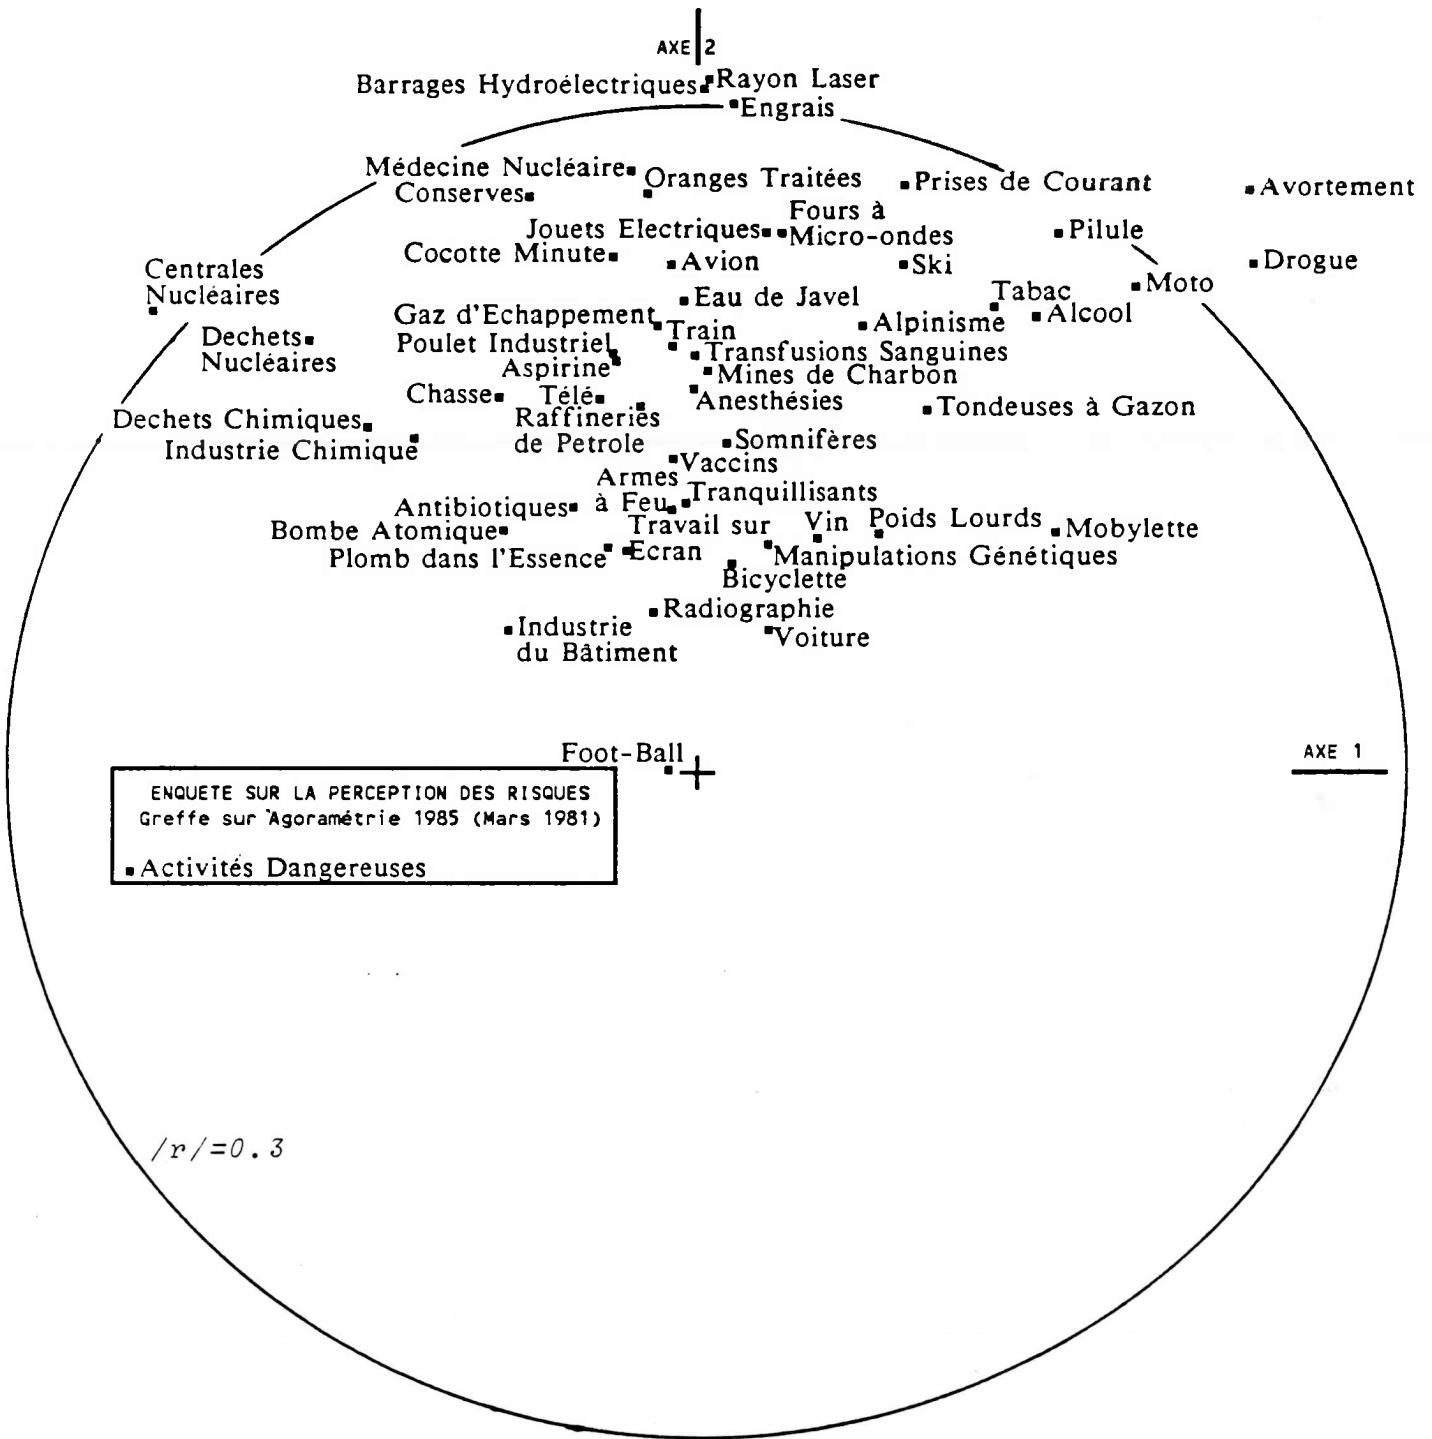 AXE 2
Barrages Hydroélectriques
Rayon Laser
Engrais
Médecine Nucléaire
Oranges Traitées
Prises de Courant
Avortement
Conserves
Fours à
Micro-ondes
Jouets Electriques
Pilule
Cocotte Minute
Avion
Ski
Drogue
Centrales
Nucléaires
Eau de Javel
Tabac
Moto
Gaz d'Echappement
Alpinisme
Alcool
Dechets
Nucléaires
Train
Poulet Industriel
Transfusions Sanguines
Aspirine
Mines de Charbon
Chasse
Télé
Anesthésies
Tondeuses à Gazon
Dechets Chimiques
Raffineries
de Petrole
Industrie Chimique
Somnifères
Vaccins
Armes
à Feu
Tranquillisants
Antibiotiques
Bombe Atomique
Travail sur
Ecran
Vin
Poids Lourds
Mobylette
Plomb dans l'Essence
Manipulations Génétiques
Bicyclette
Radiographie
Industrie
du Bâtiment
Voiture
Foot-Ball
AXE 1
ENQUETE SUR LA PERCEPTION DES RISQUES
Greffe sur Agoramétrie 1985 (Mars 1981)
Activités Dangereuses
/r/=0.3